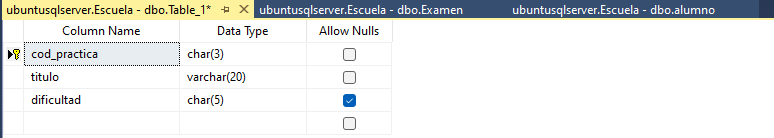 ubuntusqlserver.Escuela - dbo.Table_1* ubuntusqlserver.Escuela - dbo.Examen ubuntusqlserver.Escuela - dbo.alumno
Column Name Data Type Allow Nulls
cod_practica char(3)
titulo varchar(20)
dificultad char(5)